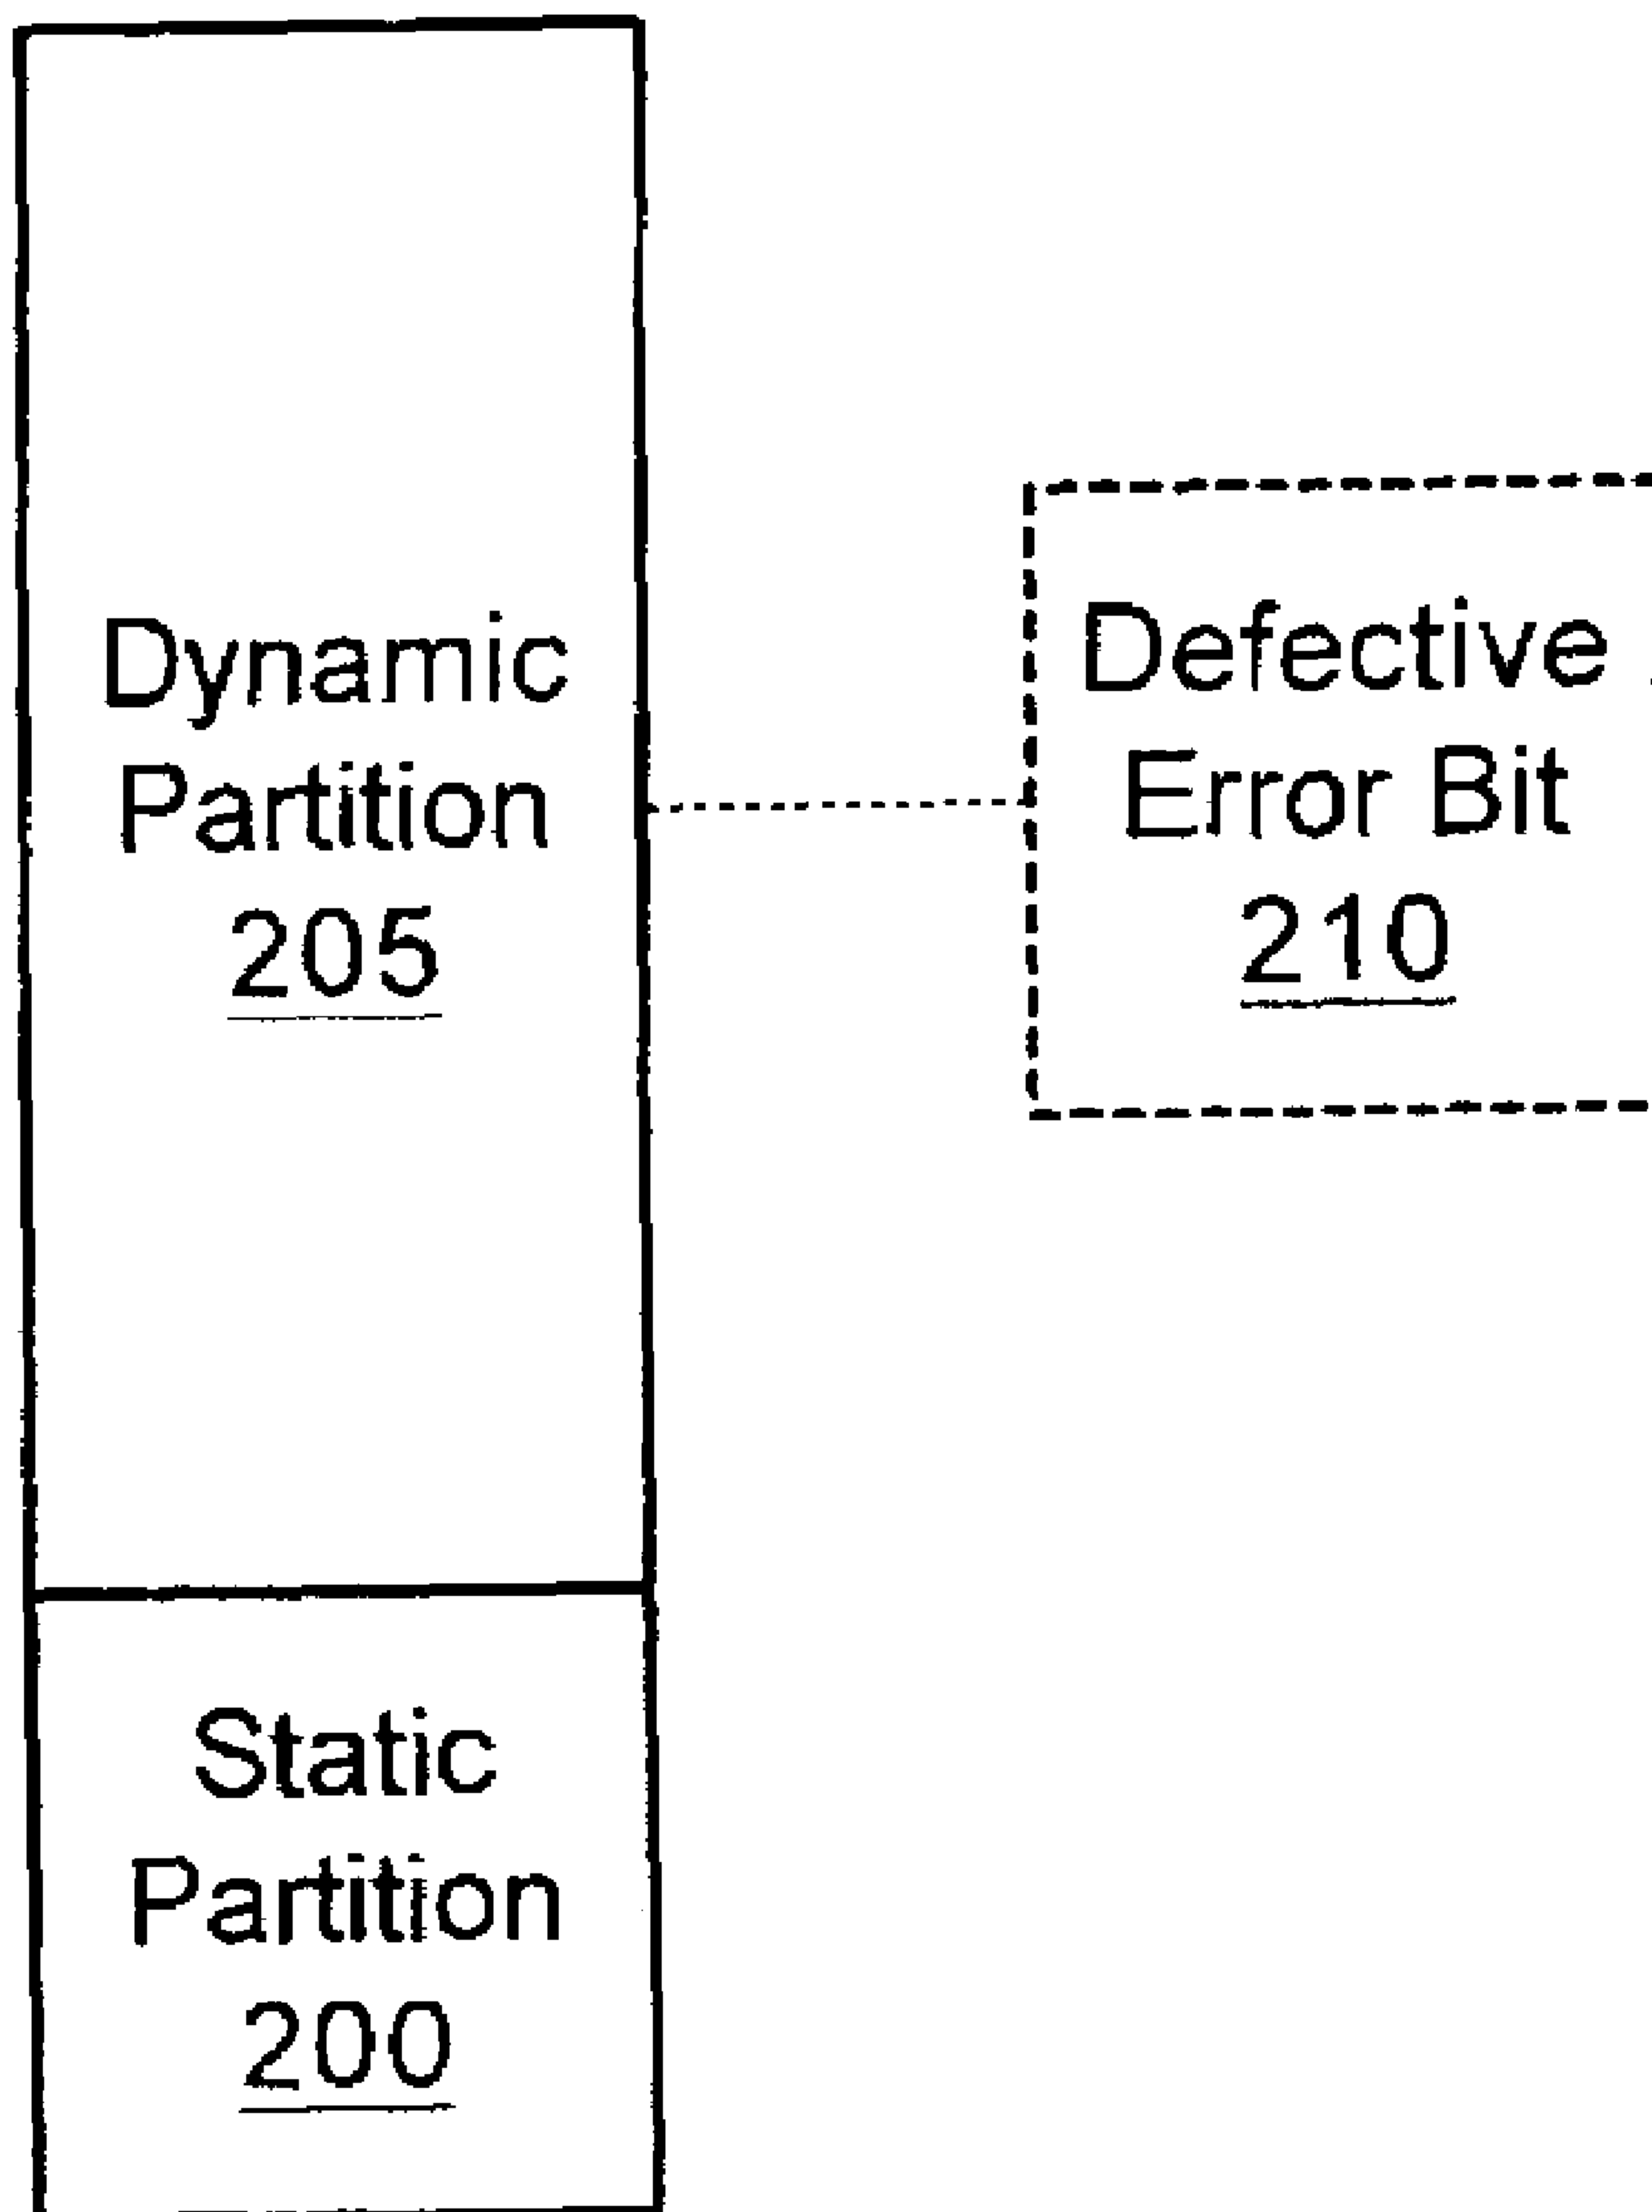 Dynamic
Partition
205
Defective
Error Bit
210
Static
Partition
200